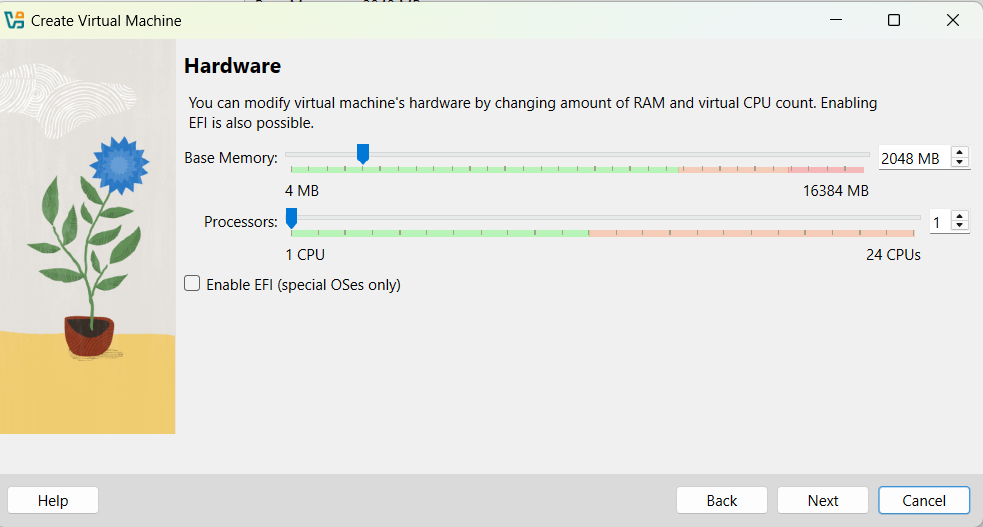 Create Virtual Machine
Hardware
You can modify virtual machine's hardware by changing amount of RAM and virtual CPU count. Enabling
EFI is also possible.
Base Memory: 2048 MB
4 MB 16384 MB
Processors: 1
1 CPU 24 CPUs
Enable EFI (special OSes only)
Help Back Next Cancel